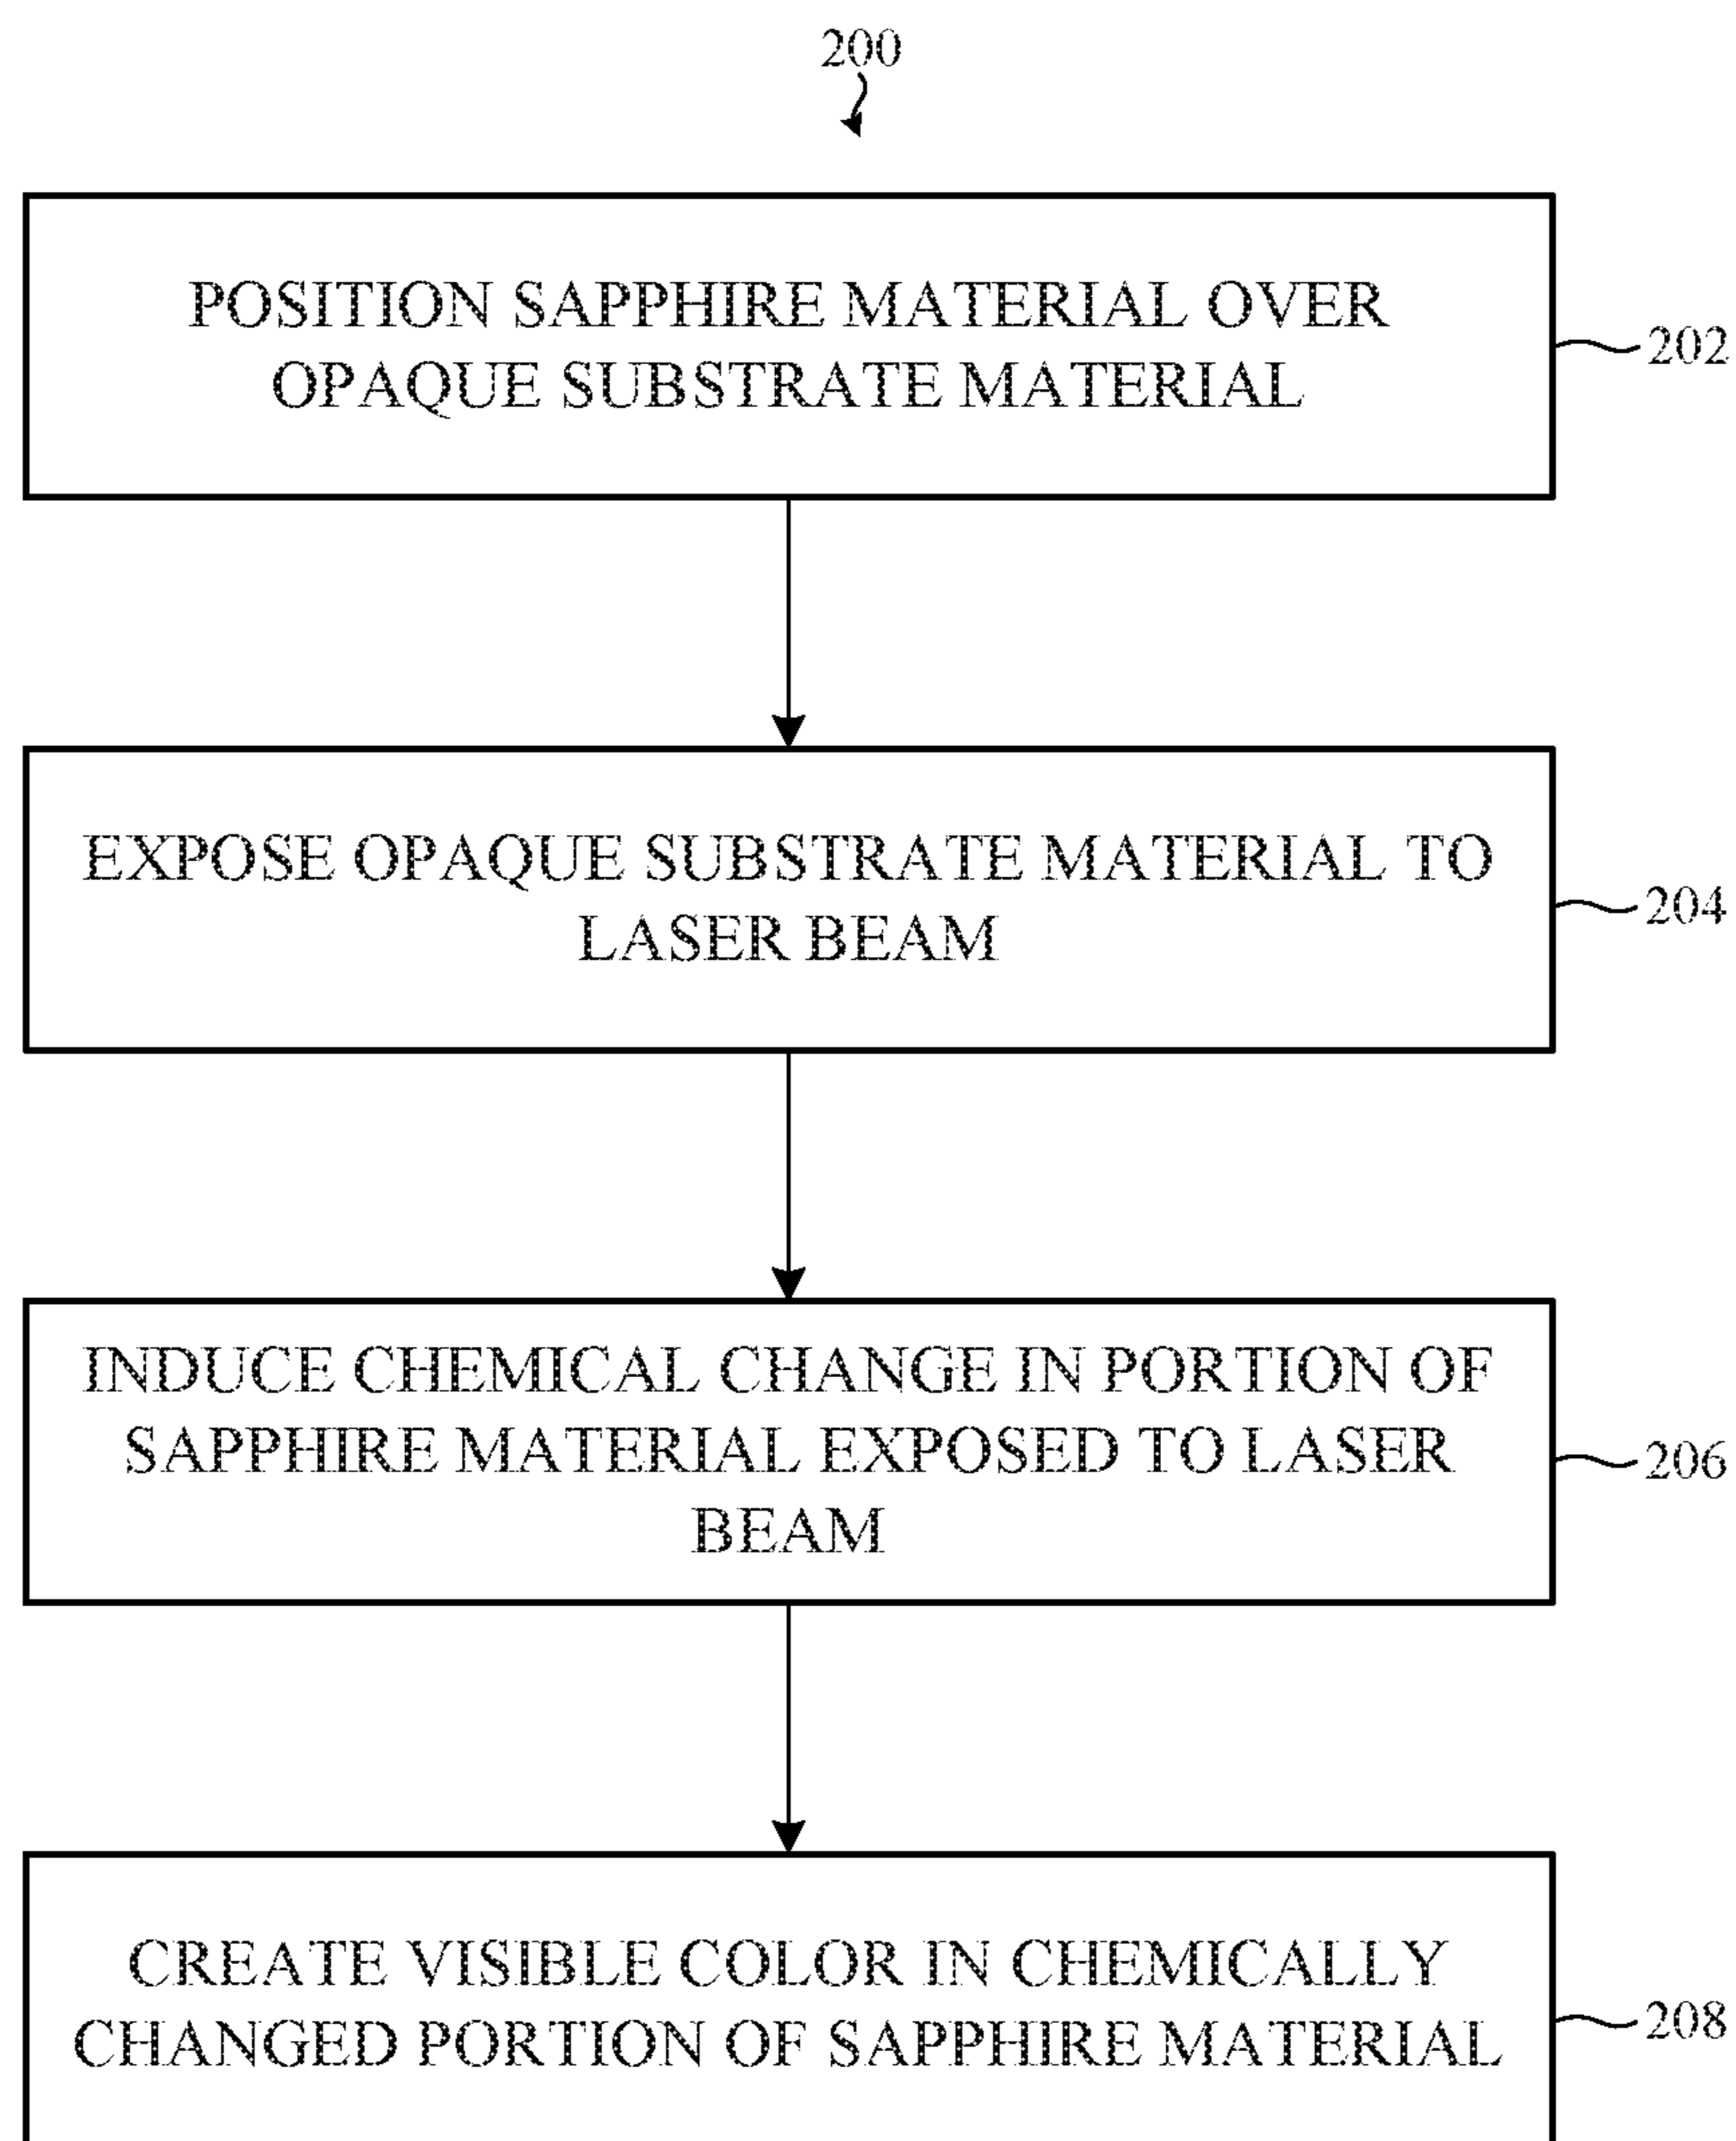 200
POSITION SAPPHIRE MATERIAL OVER
OPAQUE SUBSTRATE MATERIAL
202
EXPOSE OPAQUE SUBSTRATE MATERIAL TO
LASER BEAM
204
INDUCE CHEMICAL CHANGE IN PORTION OF
SAPPHIRE MATERIAL EXPOSED TO LASER
BEAM
206
CREATE VISIBLE COLOR IN CHEMICALLY
CHANGED PORTION OF SAPPHIRE MATERIAL
208